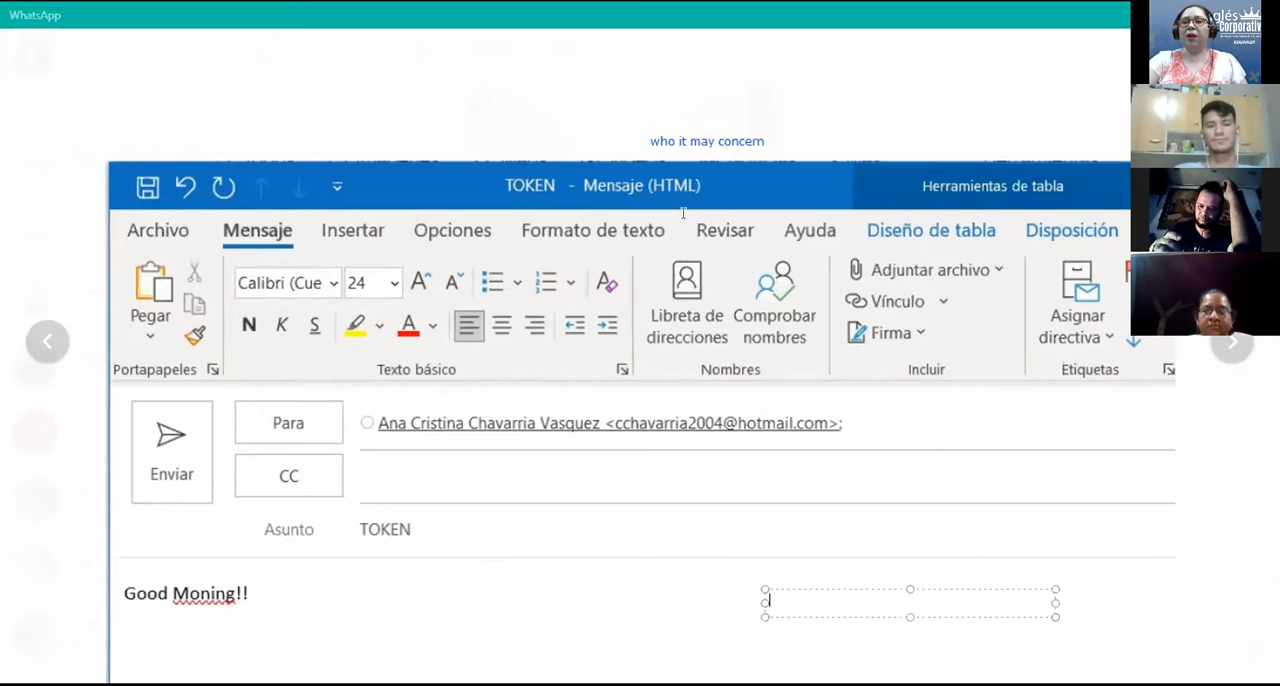 WhatsApp
glés
Corporativ
who it may concern
TOKEN - Mensaje (HTML)
Herramientas de tabla
Archivo Mensaje Insertar Opciones Formato de texto Revisar Ayuda Diseño de tabla Disposición
Pegar
Calibri (Cue 24
N K S A
Libreta de direcciones
Comprobar nombres
Adjuntar archivo
Vínculo
Firma
Asignar directiva
Portapapeles Texto básico Nombres Incluir Etiquetas
Enviar
Para
Ana Cristina Chavarria Vasquez <cchavarria2004@hotmail.com>;
CC
Asunto TOKEN
Good Moning!!